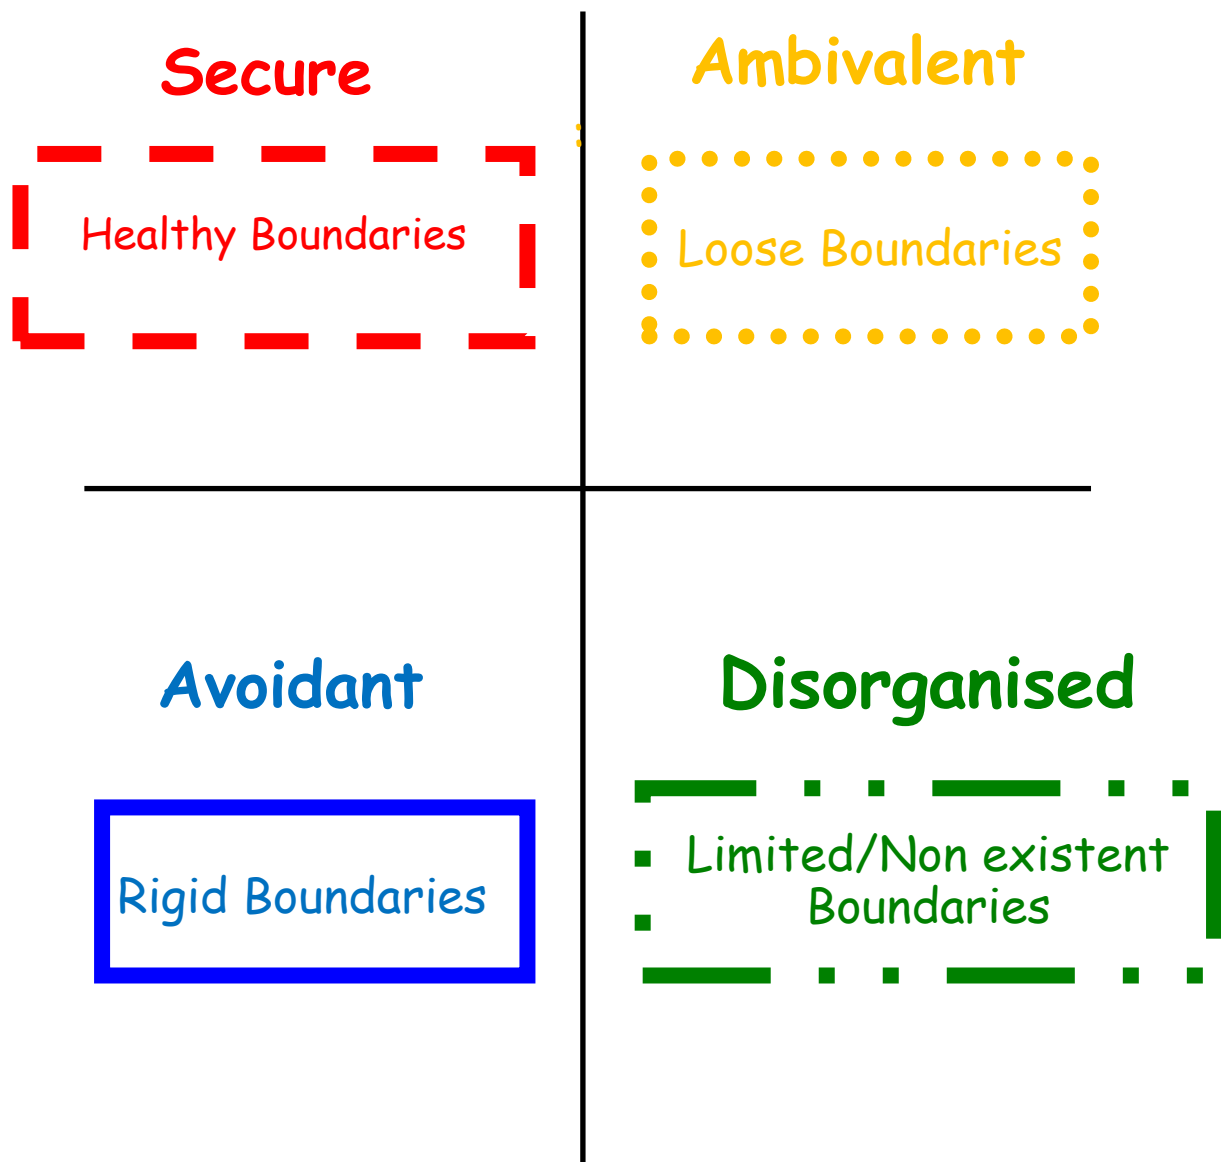 Secure
Healthy Boundaries
Ambivalent
Loose Boundaries
Avoidant
Rigid Boundaries
Disorganised
Limited/Non existent
Boundaries